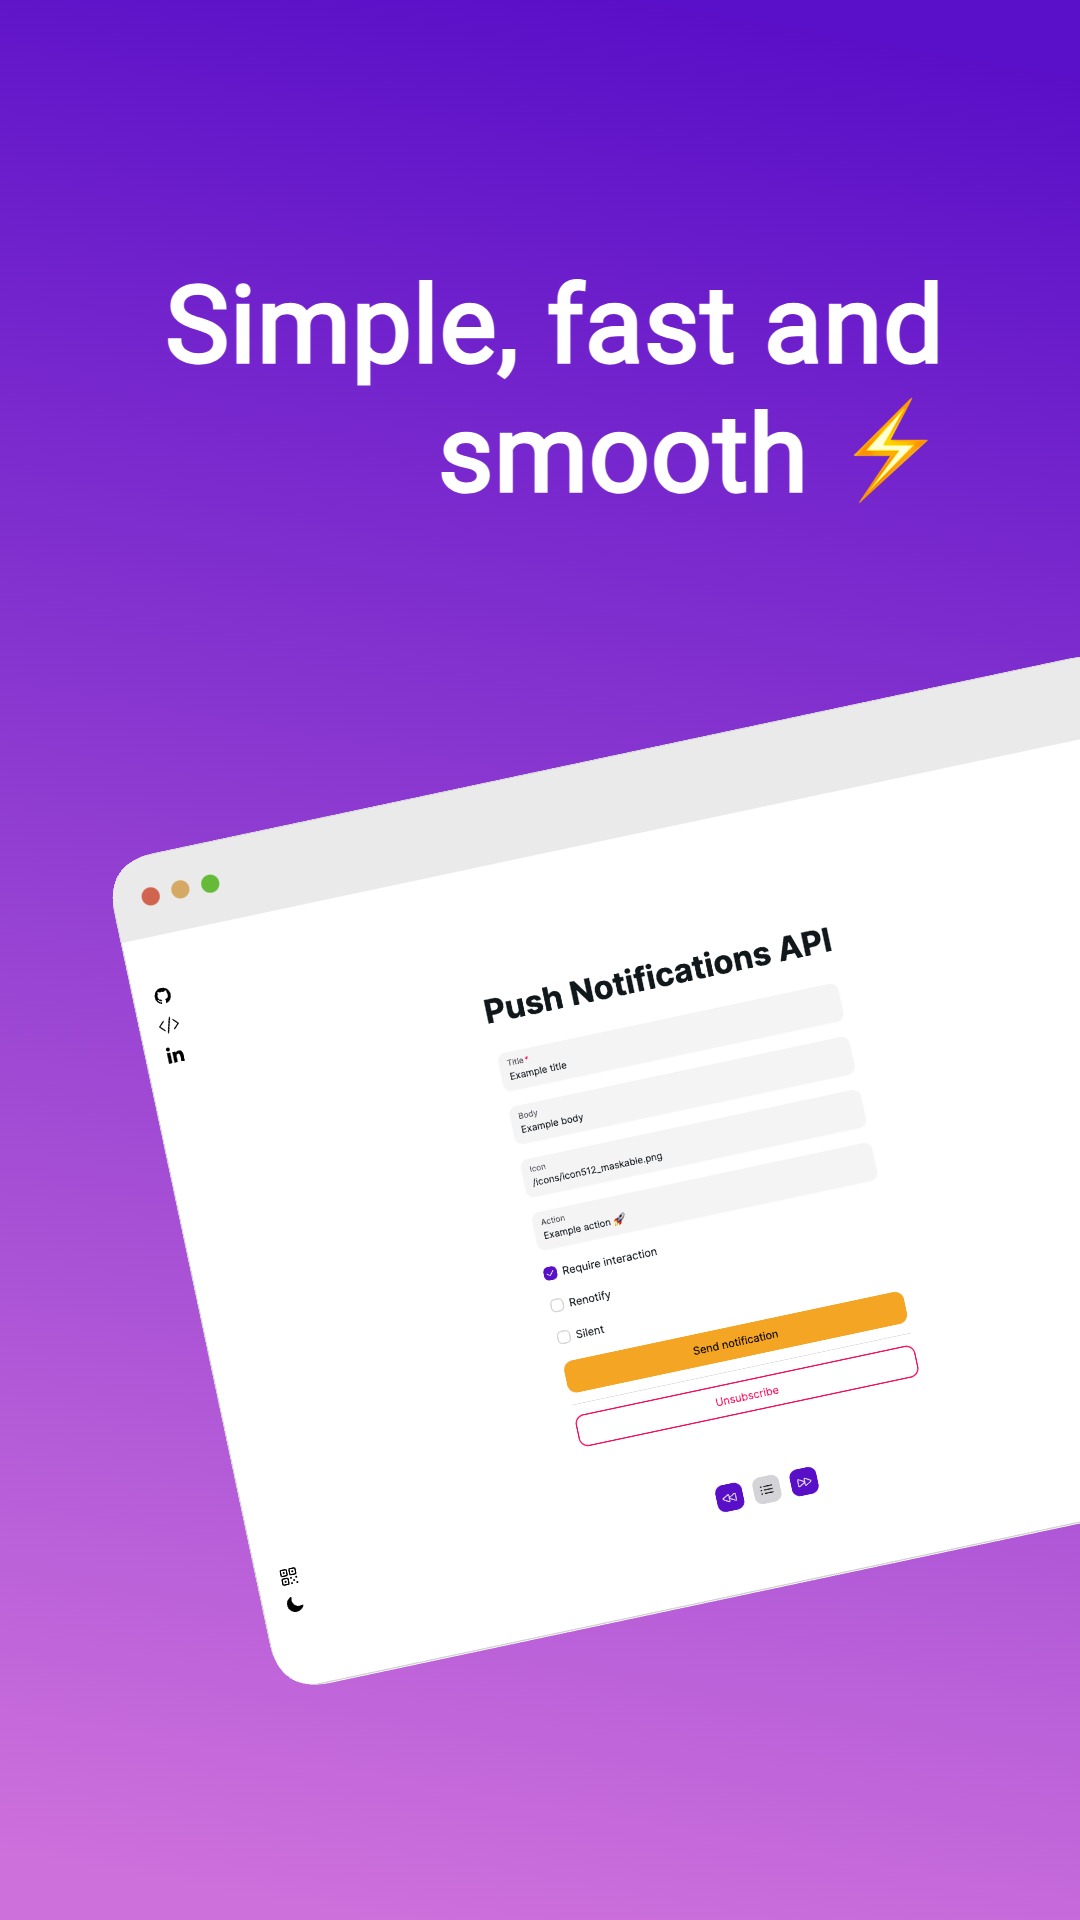 Simple, fast and
smooth ⚡
Push Notifications API
Title*
Example title
Body
Example body
Icon
/icons/icon512_maskable.png
Action
Example action 🚀
Require interaction
Renotify
Silent
Send notification
Unsubscribe